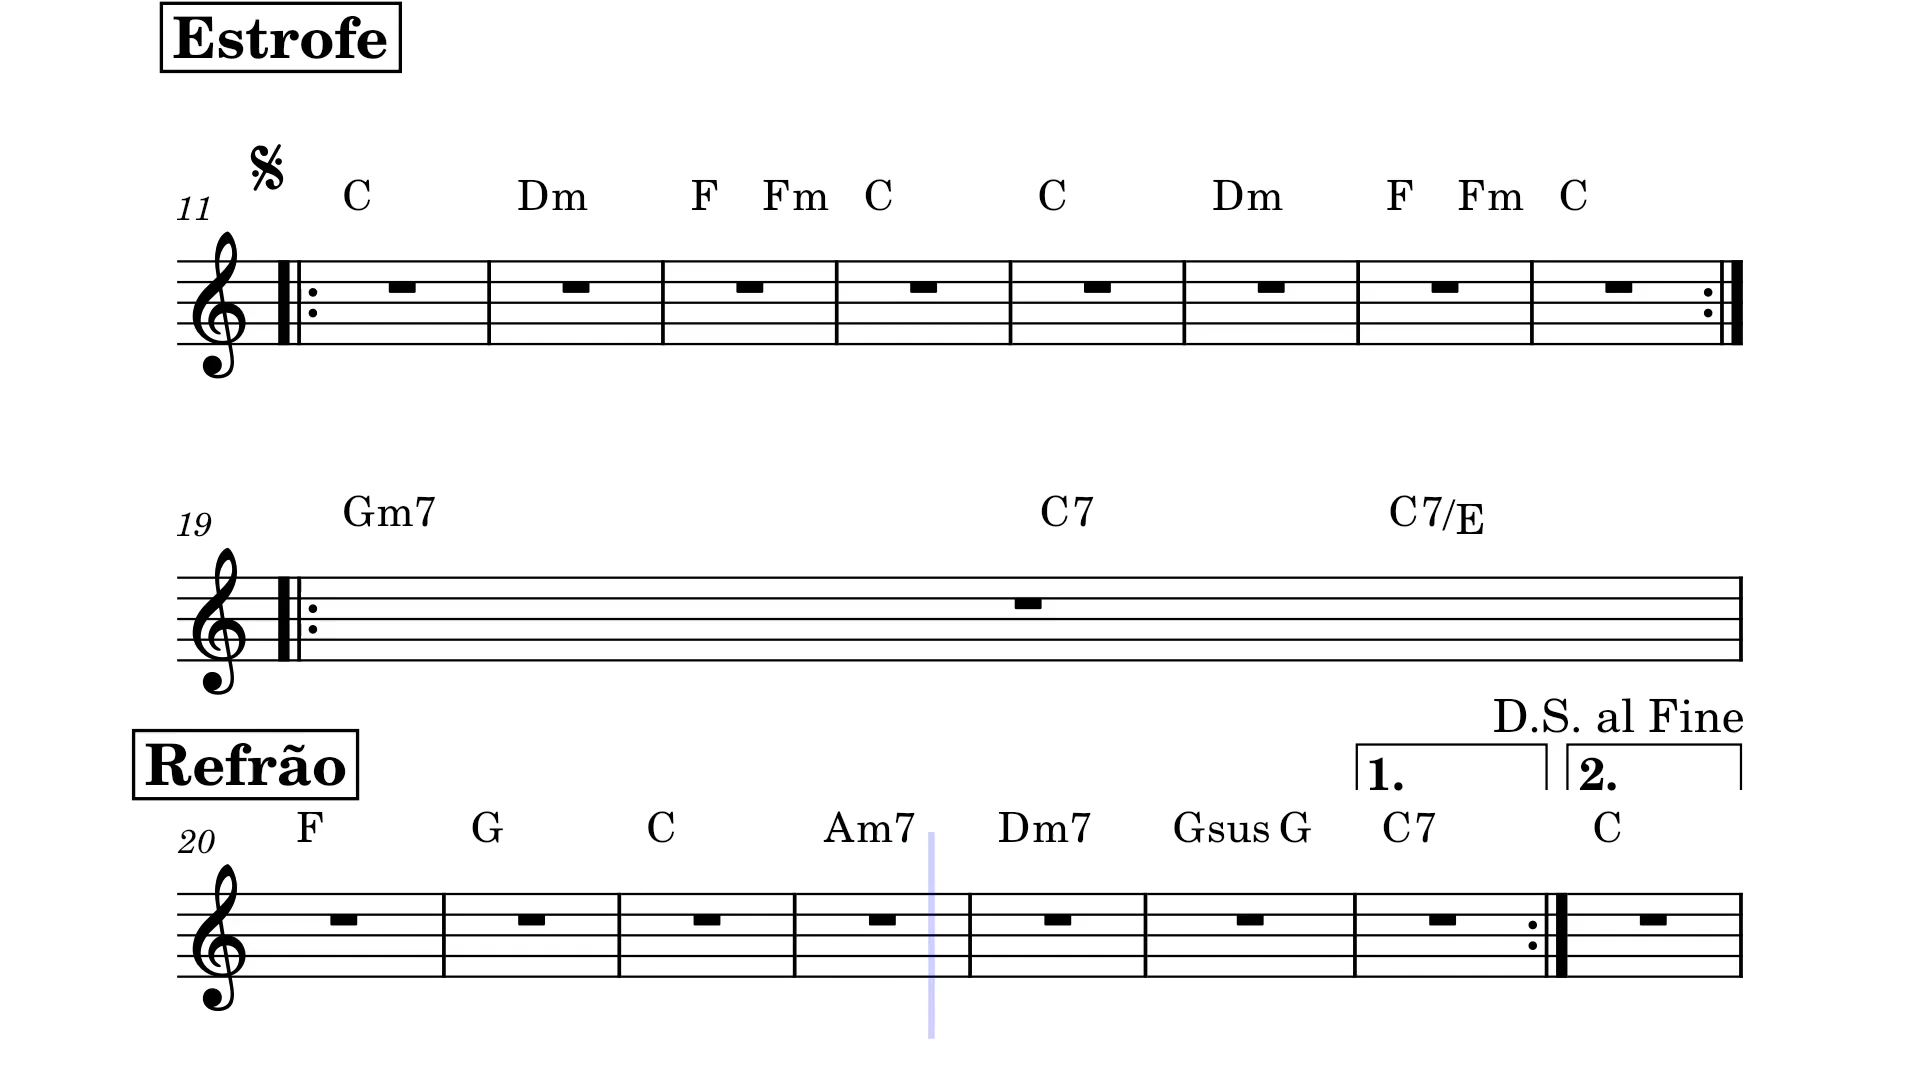 Estrofe
11 C Dm F Fm C C Dm F Fm C
19 Gm7 C7 C7/E
D.S. al Fine
Refrão 1. 2.
20 F G C Am7 Dm7 Gsus G C7 C